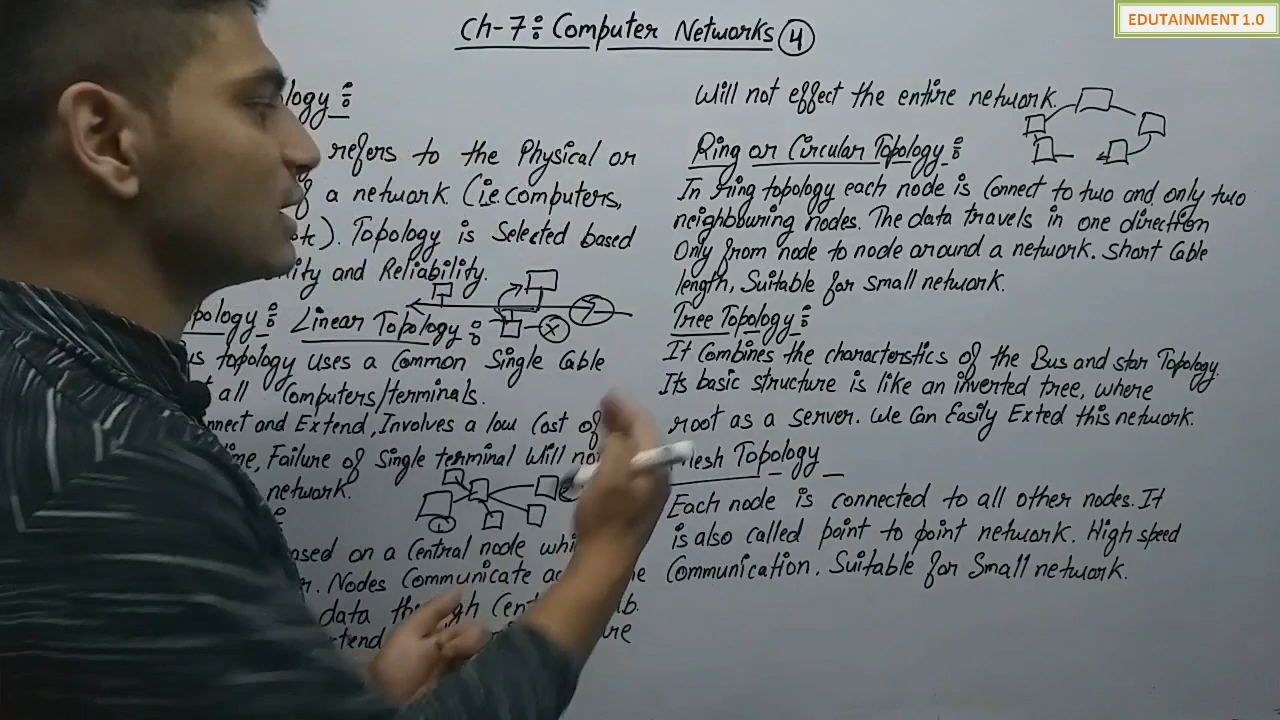 EDUTAINMENT 1.0
Ch-7: Computer Networks 4
refers to the Physical or
a network (i.e. computers,
Topology is Selected based
and Reliability.
Linear Topology :
topology uses a Common Single Cable
all Computers/terminals.
and Extend, Involves a low Cost of
Failure of Single terminal Will
network.
on a Central node
Nodes Communicate
data through
Will not effect the entire network.
Ring or Circular Topology :
In ring topology each node is Connect to two and only two
neighbouring nodes. The data travels in one direction
Only from node to node around a network. Short Cable
length, Suitable for Small network.
Tree Topology :
It Combines the characterstics of the Bus and star Topology.
Its basic structure is like an inverted tree, where
root as a server. We Can Easily Exted this network.
Mesh Topology
Each node is connected to all other nodes. It
is also called point to point network. High speed
Communication. Suitable for Small network.